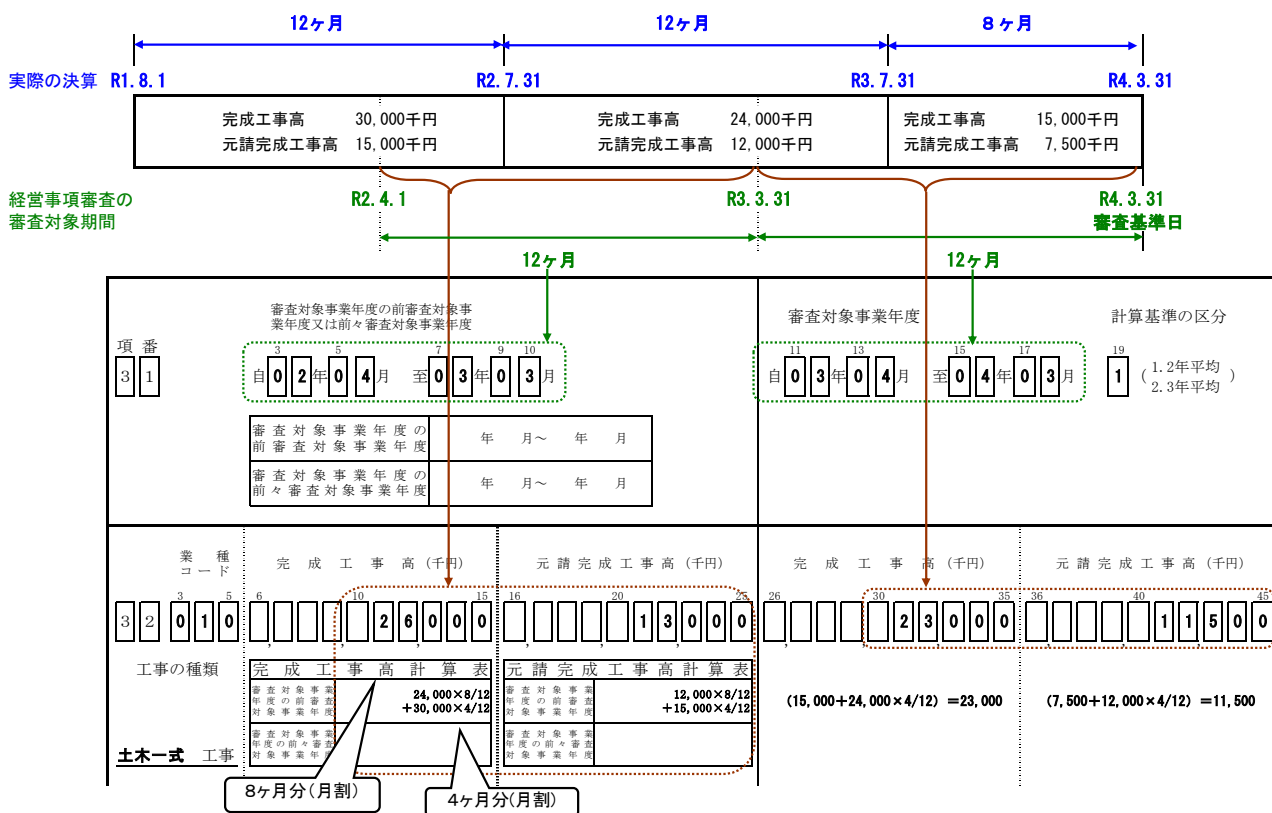 12ヶ月 12ヶ月 8ヶ月
実際の決算 R1.8.1 R2.7.31 R3.7.31 R4.3.31
完成工事高 30,000千円 完成工事高 24,000千円 完成工事高 15,000千円
元請完成工事高 15,000千円 元請完成工事高 12,000千円 元請完成工事高 7,500千円
経営事項審査の R2.4.1 R3.3.31 R4.3.31
審査対象期間 審査基準日
12ヶ月 12ヶ月
審査対象事業年度の前審査対象事
業年度又は前々審査対象事業年度
審査対象事業年度 計算基準の区分
項番
3 5 7 9 10 11 13 15 17 19
3 1 自 0 2 年 0 4 月 至 0 3 年 0 3 月 自 0 3 年 0 4 月 至 0 4 年 0 3 月 1 (1.2年平均
2.3年平均)
審査対象事業年度の
前審査対象事業年度 年 月~ 年 月
審査対象事業年度の
前々審査対象事業年度 年 月~ 年 月
業種
コード 完成工事高(千円) 元請完成工事高(千円) 完成工事高(千円) 元請完成工事高(千円)
3 5 6 10 15 16 20 25 26 30 35 36 40 45
3 2 0 1 0 , 2 6 , 0 0 0 , 1 3 , 0 0 0 , 2 3 , 0 0 0 , 1 1 , 5 0 0
工事の種類 完成工事高計算表 元請完成工事高計算表
審査対象事業
年度の前審査
対象事業年度
24,000×8/12
+30,000×4/12
審査対象事業
年度の前審査
対象事業年度
12,000×8/12
+15,000×4/12
(15,000+24,000×4/12)=23,000 (7,500+12,000×4/12)=11,500
審査対象事業
年度の前々審査
対象事業年度
審査対象事業
年度の前々審査
対象事業年度
土木一式 工事
8ヶ月分(月割) 4ヶ月分(月割)